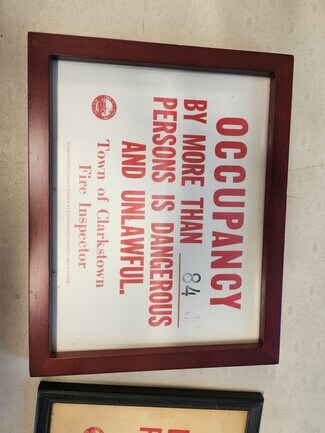 OCCUPANCY
BY MORE THAN 84
PERSONS IS DANGEROUS
AND UNLAWFUL.
Town of Clarkstown
Fire Inspector